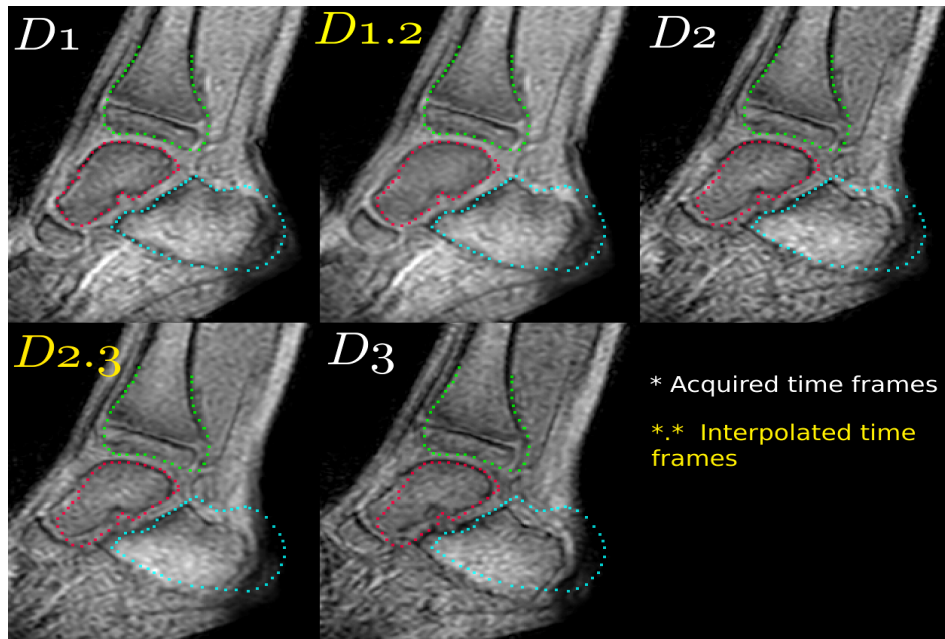 D1
D1.2
D2
D2.3
D3
* Acquired time frames
*.* Interpolated time
frames